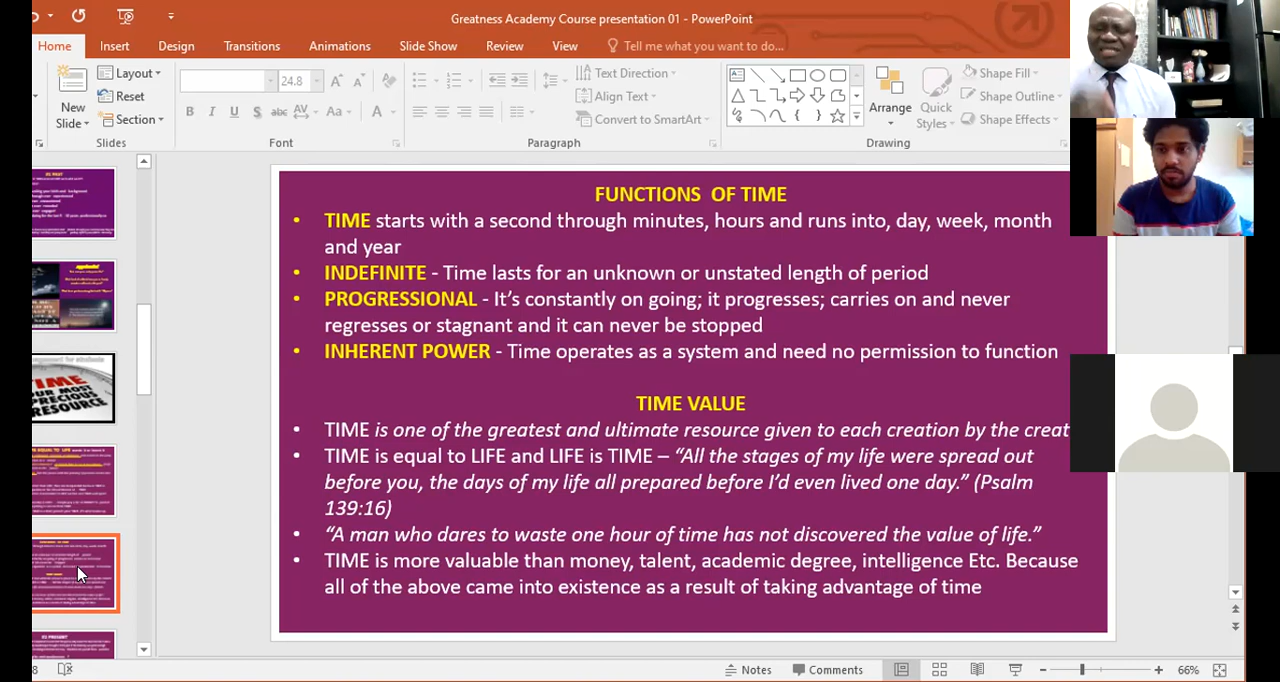 Greatness Academy Course presentation 01 - PowerPoint
Home Insert Design Transitions Animations Slide Show Review View Tell me what you want to do...
New Slide
Layout
Reset
Section
Slides
24.8
B I U S abc AV Aa A
Font
Paragraph
Text Direction
Align Text
Convert to SmartArt
Arrange
Quick Styles
Shape Fill
Shape Outline
Shape Effects
Drawing
TIME
OUR MOST
PRECIOUS
RESOURCE
FUNCTIONS OF TIME
• TIME starts with a second through minutes, hours and runs into, day, week, month
and year
• INDEFINITE - Time lasts for an unknown or unstated length of period
• PROGRESSIONAL - It's constantly on going; it progresses; carries on and never
regresses or stagnant and it can never be stopped
• INHERENT POWER - Time operates as a system and need no permission to function
TIME VALUE
• TIME is one of the greatest and ultimate resource given to each creation by the creat
• TIME is equal to LIFE and LIFE is TIME – “All the stages of my life were spread out
before you, the days of my life all prepared before I’d even lived one day.” (Psalm
139:16)
• “A man who dares to waste one hour of time has not discovered the value of life.”
• TIME is more valuable than money, talent, academic degree, intelligence Etc. Because
all of the above came into existence as a result of taking advantage of time
8 Notes Comments 66%